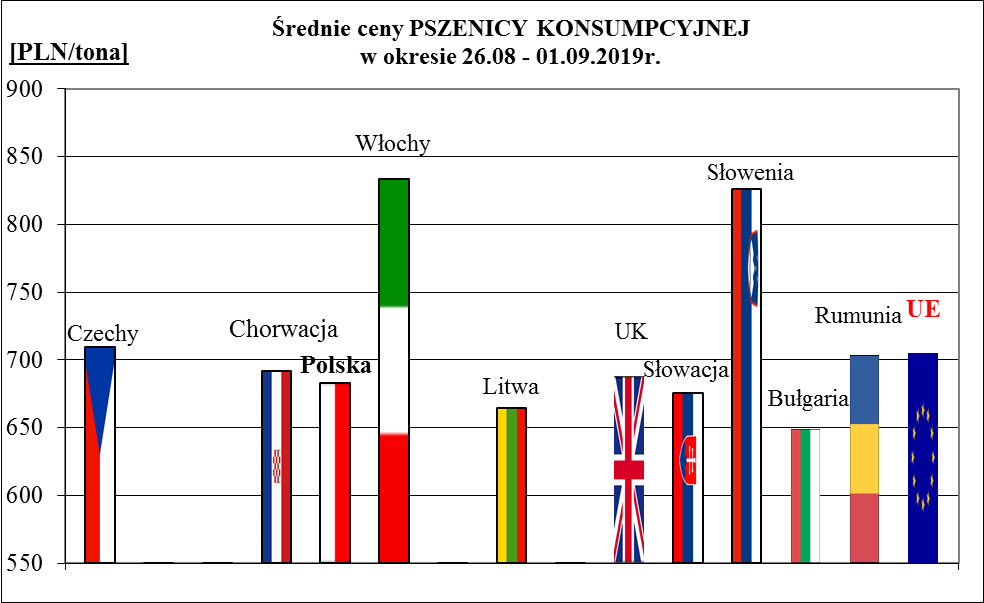 Średnie ceny PSZENICY KONSUMPCYJNEJ
w okresie 26.08 - 01.09.2019r.
[PLN/tona]
900
850
800
750
700
650
600
550
Czechy
Chorwacja
Polska
Włochy
Litwa
UK
Słowacja
Słowenia
Bułgaria
Rumunia
UE